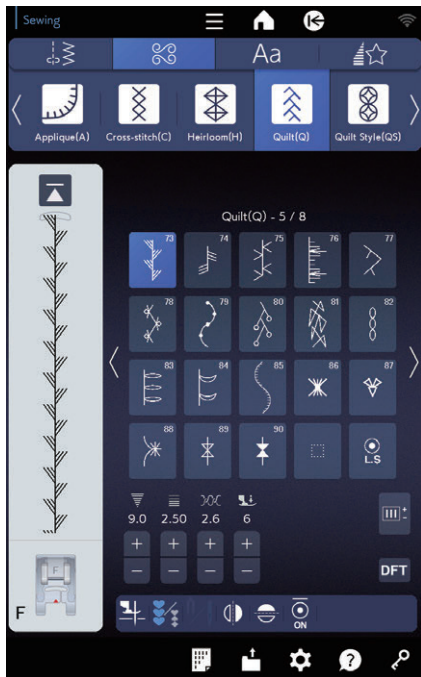 Sewing
Aa
Applique(A) Cross-stitch(C) Heirloom(H) Quilt(Q) Quilt Style(QS)
Quilt(Q) - 5 / 8
73 74 75 76 77
78 79 80 81 82
83 84 85 86 87
88 89 90 L.S
9.0 2.50 2.6 6
+ + + +
− − − −
DFT
F
F
ON
?